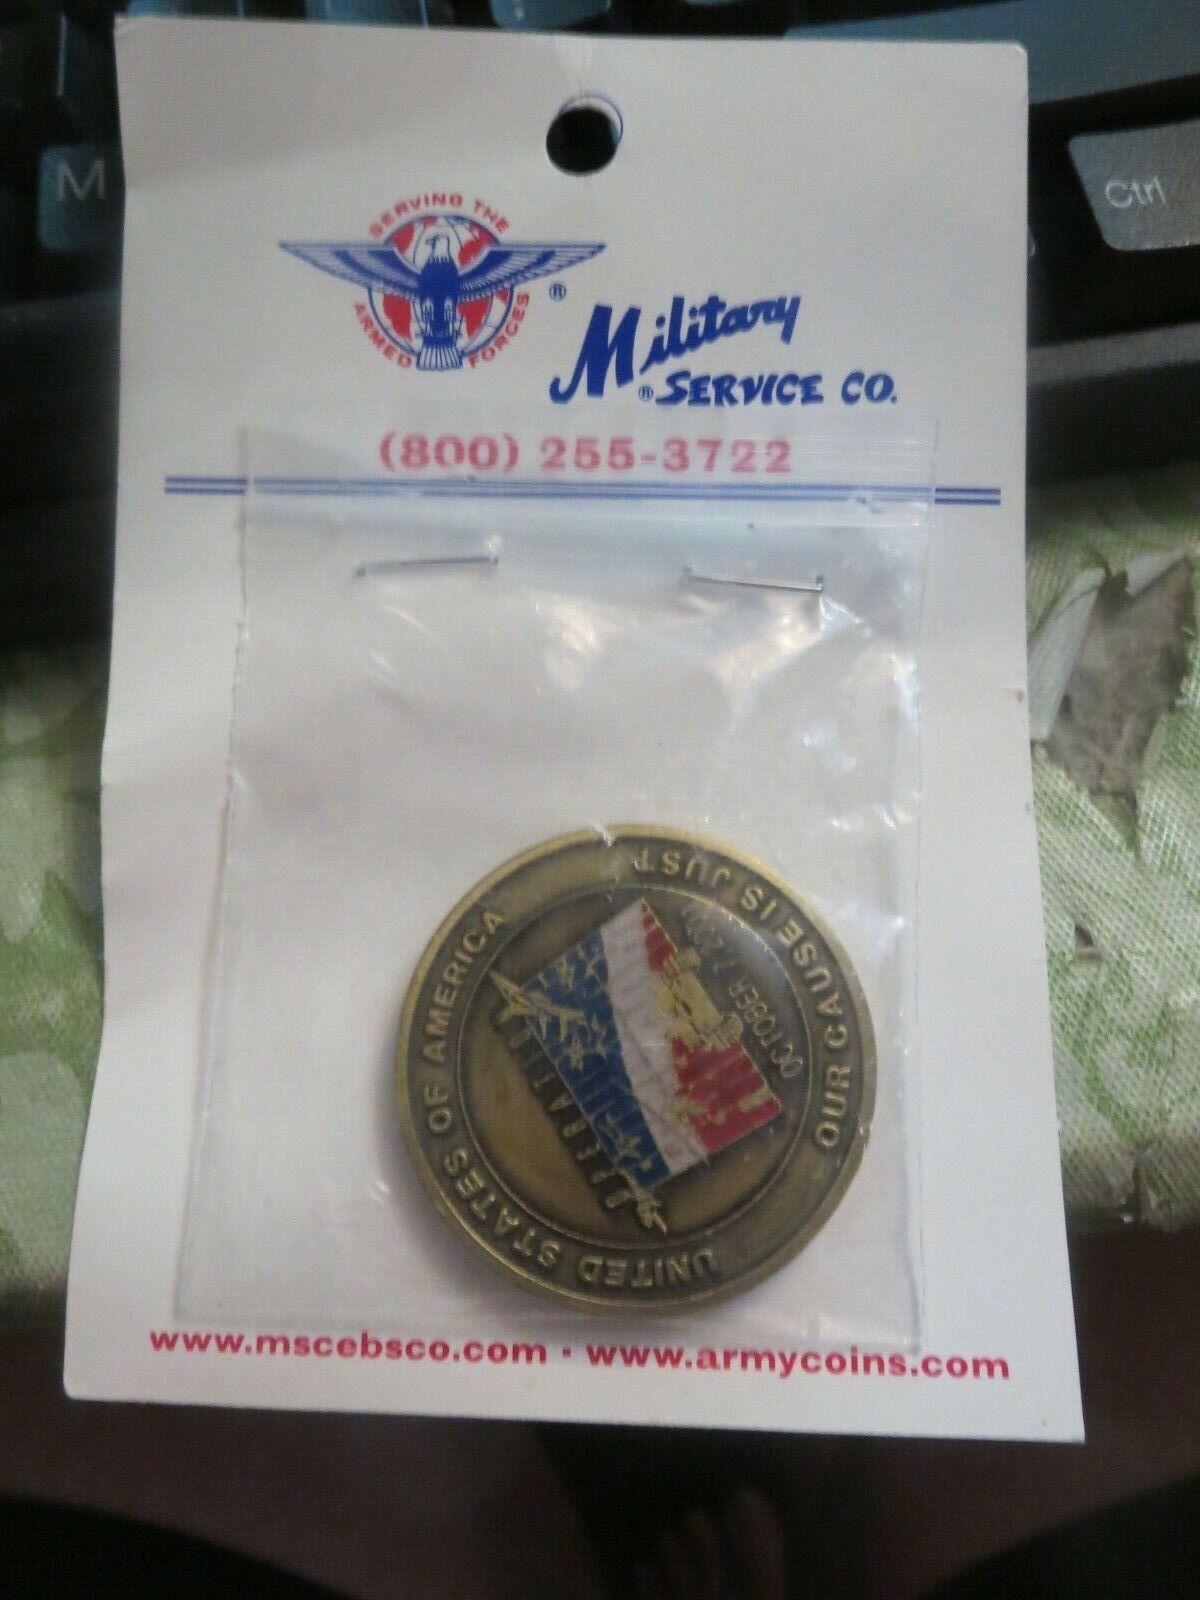 M
Ctrl
SERVING THE
ARMED FORCES
®
Military
® SERVICE CO.
(800) 255-3722
OUR CAUSE IS JUST
OCTOBER 7, 2001
OPERATION
UNITED STATES OF AMERICA
www.mscebsco.com · www.armycoins.com